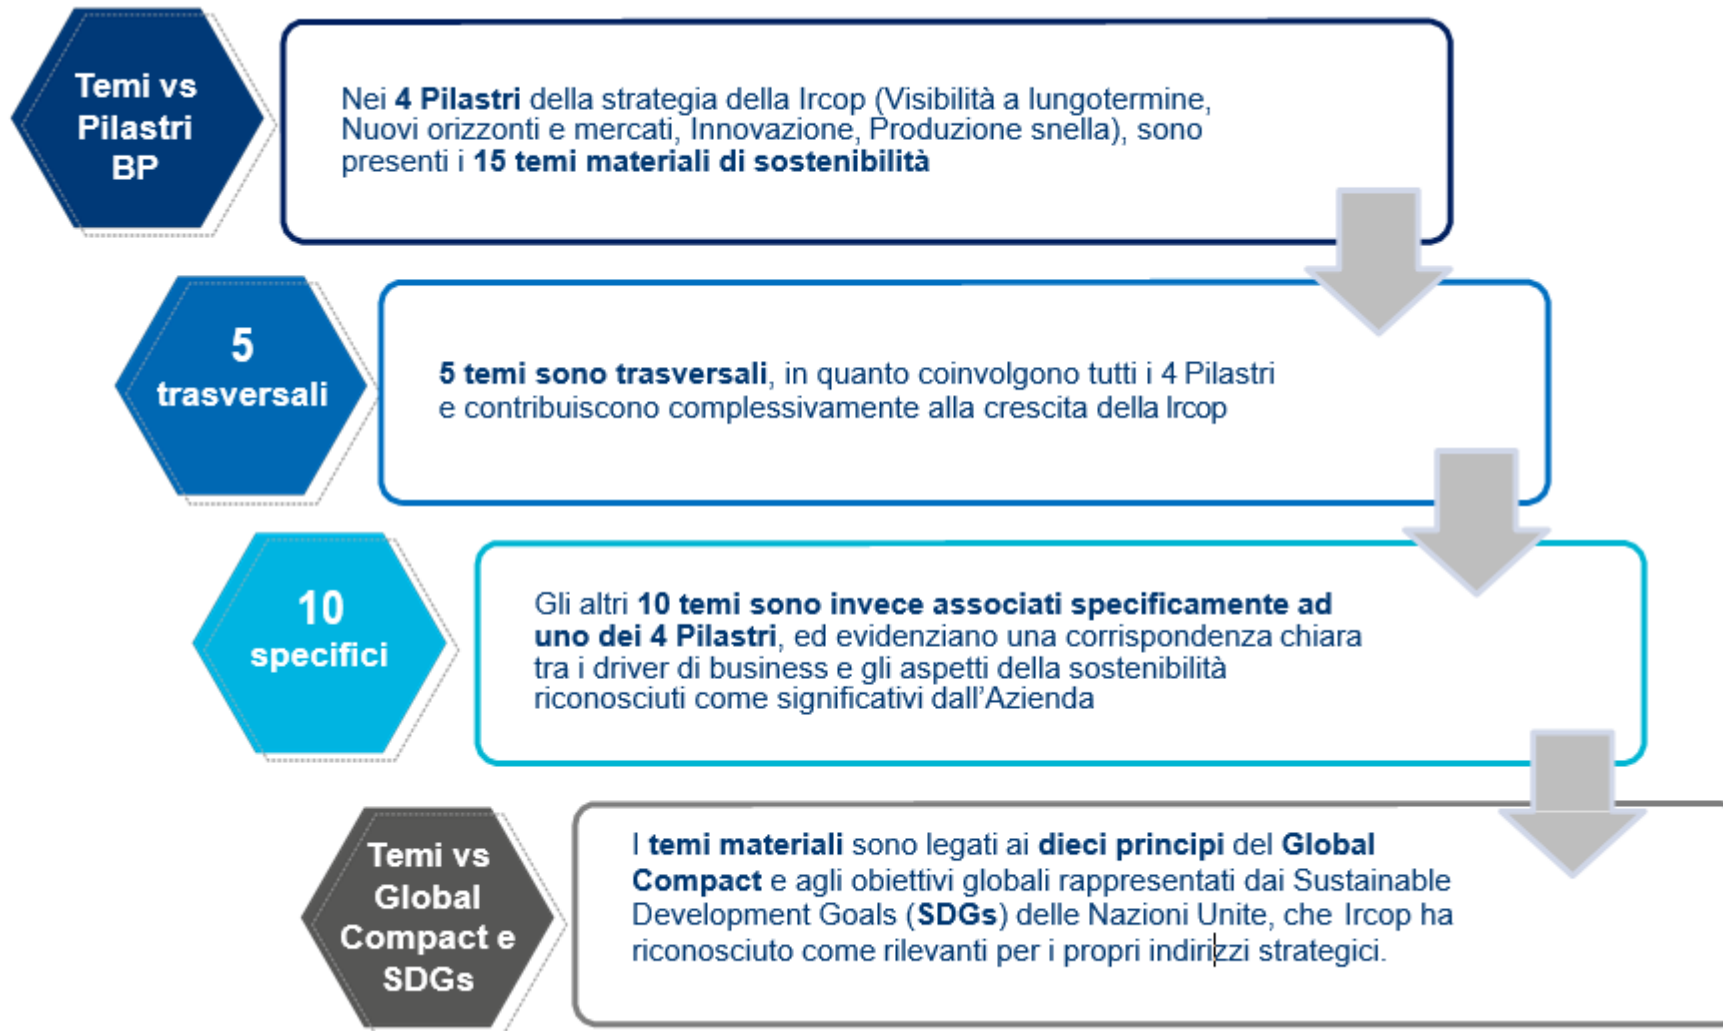 Temi vs
Pilastri
BP
Nei 4 Pilastri della strategia della Ircop (Visibilità a lungotermine,
Nuovi orizzonti e mercati, Innovazione, Produzione snella), sono
presenti i 15 temi materiali di sostenibilità
5
trasversali
5 temi sono trasversali, in quanto coinvolgono tutti i 4 Pilastri
e contribuiscono complessivamente alla crescita della Ircop
10
specifici
Gli altri 10 temi sono invece associati specificamente ad
uno dei 4 Pilastri, ed evidenziano una corrispondenza chiara
tra i driver di business e gli aspetti della sostenibilità
riconosciuti come significativi dall'Azienda
Temi vs
Global
Compact e
SDGs
I temi materiali sono legati ai dieci principi del Global
Compact e agli obiettivi globali rappresentati dai Sustainable
Development Goals (SDGs) delle Nazioni Unite, che Ircop ha
riconosciuto come rilevanti per i propri indirizzi strategici.